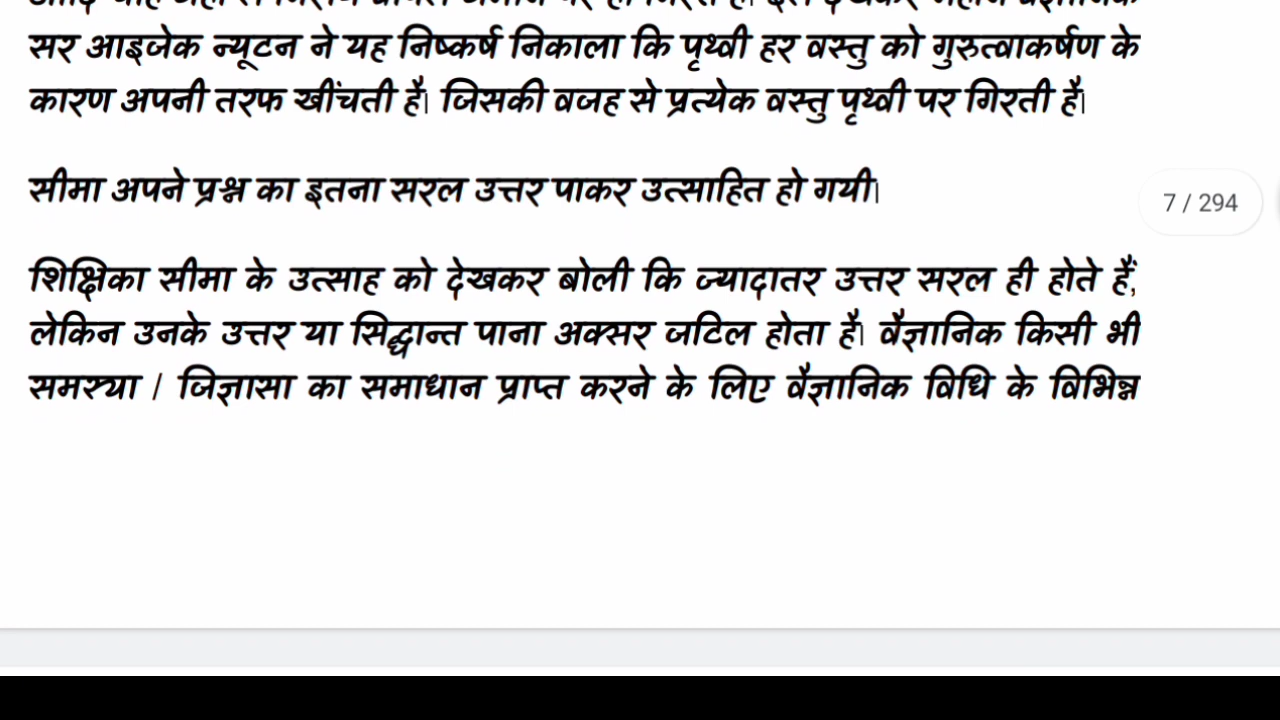 सर आइजेक न्यूटन ने यह निष्कर्ष निकाला कि पृथ्वी हर वस्तु को गुरुत्वाकर्षण के
कारण अपनी तरफ खींचती है। जिसकी वजह से प्रत्येक वस्तु पृथ्वी पर गिरती है।
सीमा अपने प्रश्न का इतना सरल उत्तर पाकर उत्साहित हो गयी।
7 / 294
शिक्षिका सीमा के उत्साह को देखकर बोली कि ज्यादातर उत्तर सरल ही होते हैं,
लेकिन उनके उत्तर या सिद्धान्त पाना अक्सर जटिल होता है। वैज्ञानिक किसी भी
समस्या / जिज्ञासा का समाधान प्राप्त करने के लिए वैज्ञानिक विधि के विभिन्न